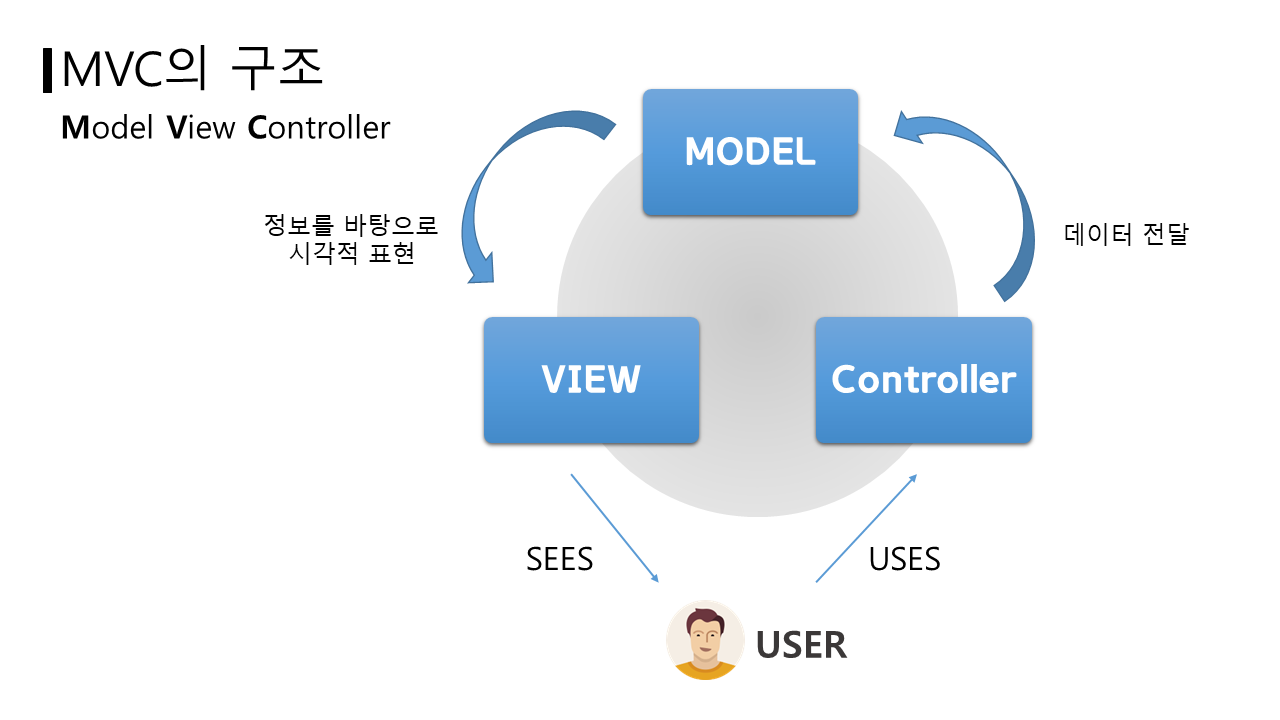 MVC의 구조
Model View Controller
MODEL
정보를 바탕으로
시각적 표현
데이터 전달
VIEW
Controller
SEES
USES
USER